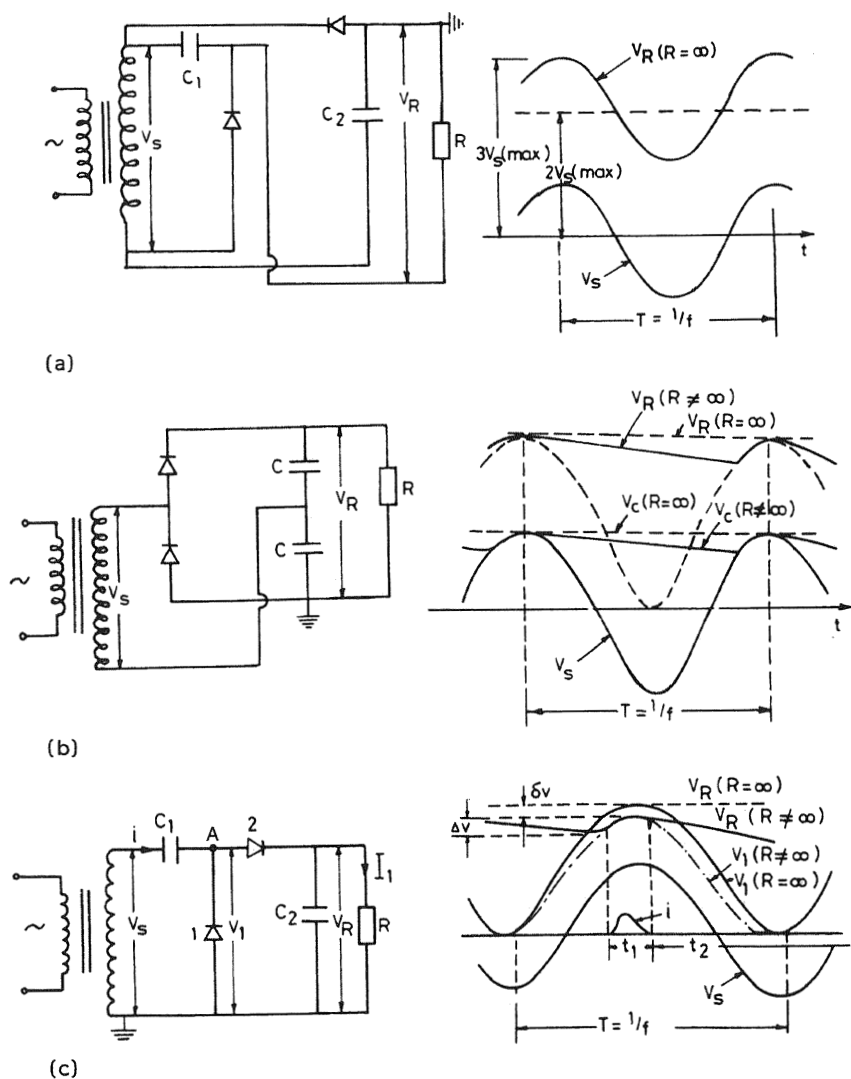 C1
Vs
~
C2
VR
R
VR (R=∞)
3Vs(max)
2Vs(max)
Vs
t
T = 1/f
(a)
C
C
VR
R
Vs
~
VR (R ≠ ∞)
VR (R=∞)
Vc (R=∞)
Vc (R≠∞)
Vs
t
T = 1/f
(b)
i
C1
A
2
I1
Vs
1
V1
C2
VR
R
~
δv
ΔV
VR (R=∞)
VR (R ≠ ∞)
V1 (R≠∞)
V1 (R=∞)
i
t1
t2
Vs
T = 1/f
(c)